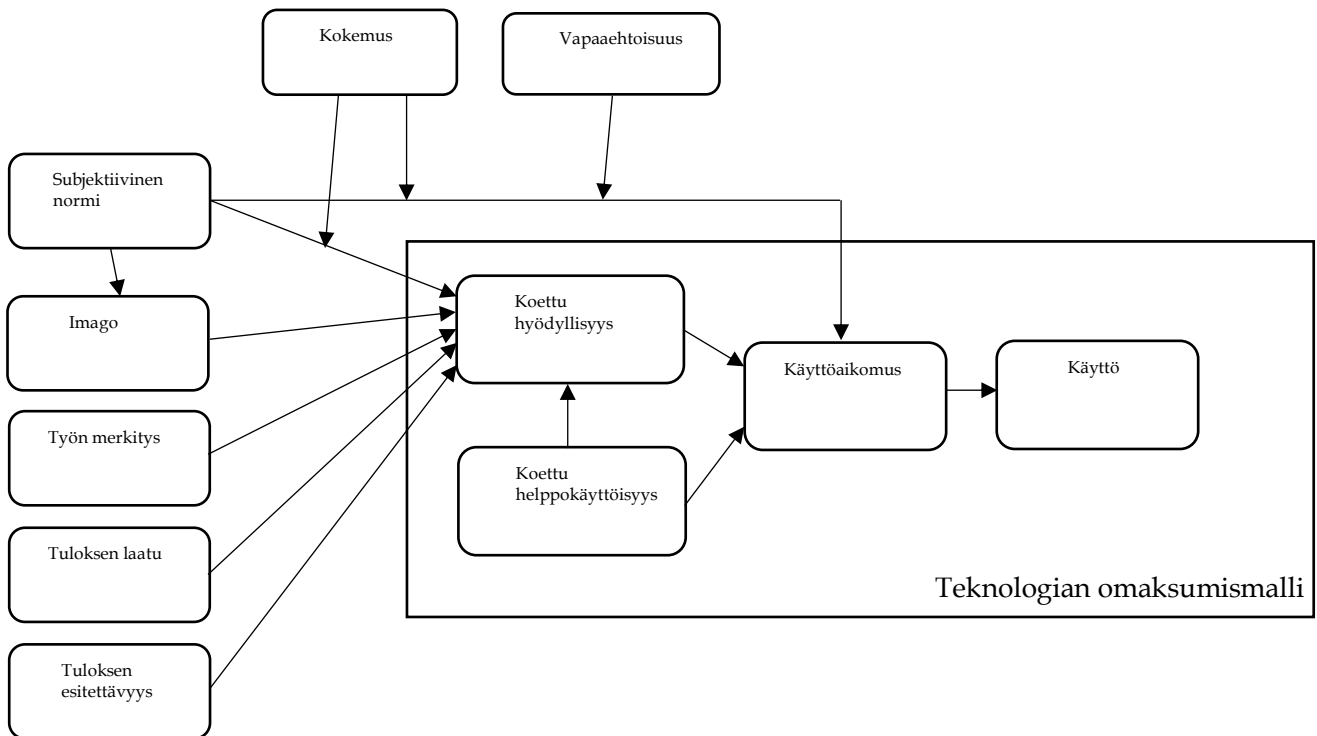 Kokemus
Vapaaehtoisuus
Subjektiivinen
normi
Imago
Koettu
hyödyllisyys
Käyttöaikomus
Käyttö
Työn merkitys
Koettu
helppokäyttöisyys
Tuloksen laatu
Teknologian omaksumismalli
Tuloksen
esitettävyys